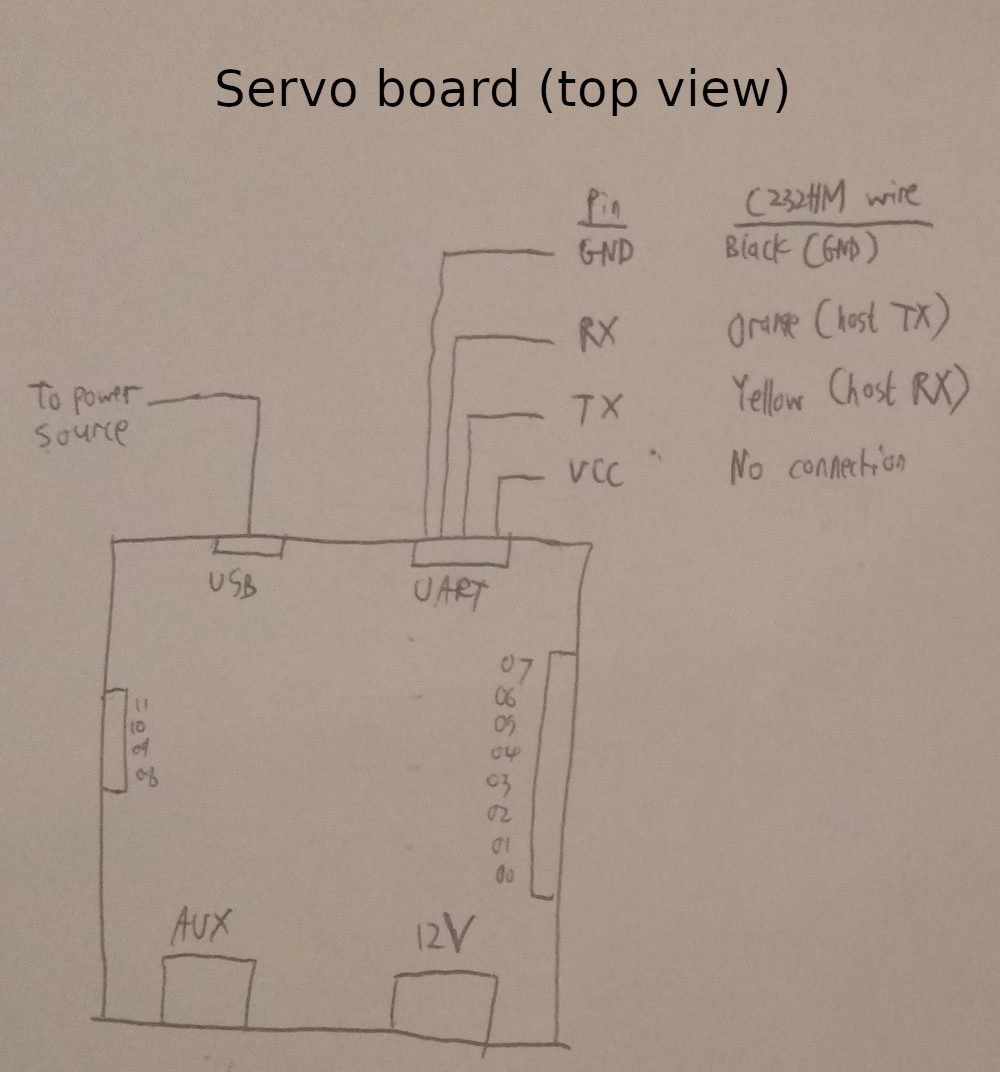 Servo board (top view)
Pin C232HM wire
GND Black (GND)
RX Orange (host TX)
TX Yellow (host RX)
VCC No connection
To power
source
USB
UART
07
06
05
04
03
02
01
00
11
10
09
08
AUX
12V